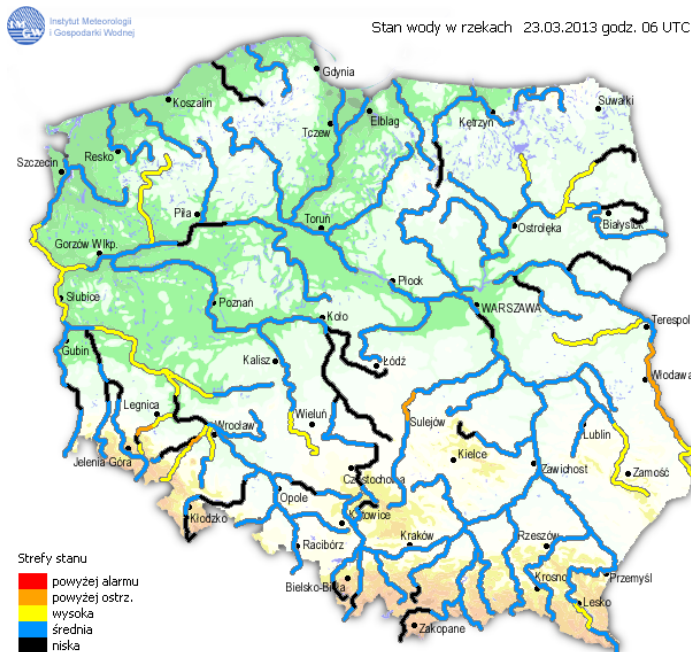 Instytut Meteorologii
i Gospodarki Wodnej
Stan wody w rzekach 23.03.2013 godz. 06 UTC
Gdynia
Koszalin
Suwałki
Tczew
Elbląg
Kętrzyn
Resko
Szczecin
Piła
Białystok
Toruń
Ostrołęka
Gorzów Wlkp.
Płock
Słubice
Poznań
WARSZAWA
Koło
Terespol
Gubin
Kalisz
Łódź
Włodawa
Legnica
Wieluń
Sulejów
Wrocław
Lublin
Jelenia Góra
Kielce
Częstochowa
Zawichost
Zamość
Opole
Kłodzko
Katowice
Racibórz
Kraków
Rzeszów
Strefy stanu
Przemyśl
powyżej alarmu
Bielsko-Biała
Krosno
powyżej ostrz.
Lesko
wysoka
średnia
Zakopane
niska